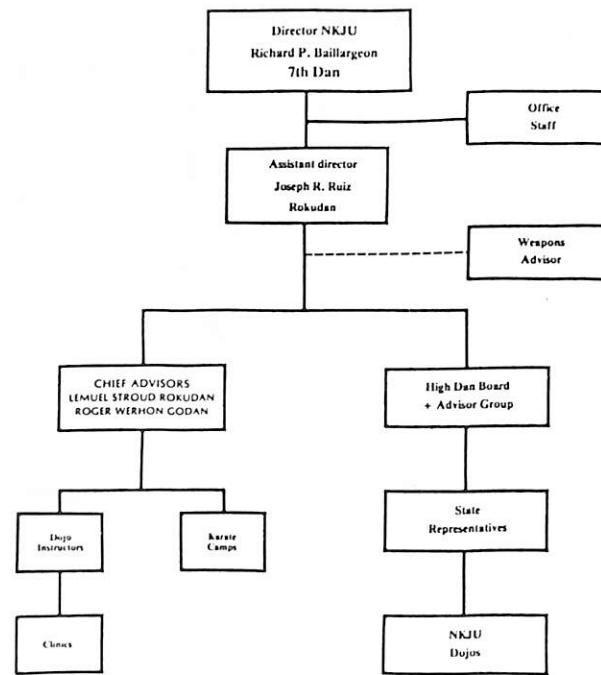 Director NKJU
Richard P. Baillargeon
7th Dan
Office
Staff
Assistant director
Joseph R. Ruiz
Rokudan
Weapons
Advisor
CHIEF ADVISORS
LEMUEL STROUD ROKUDAN
ROGER WERHON GODAN
High Dan Board
+ Advisor Group
Dojo
Instructors
Karate
Camps
State
Representatives
Clinics
NKJU
Dojos